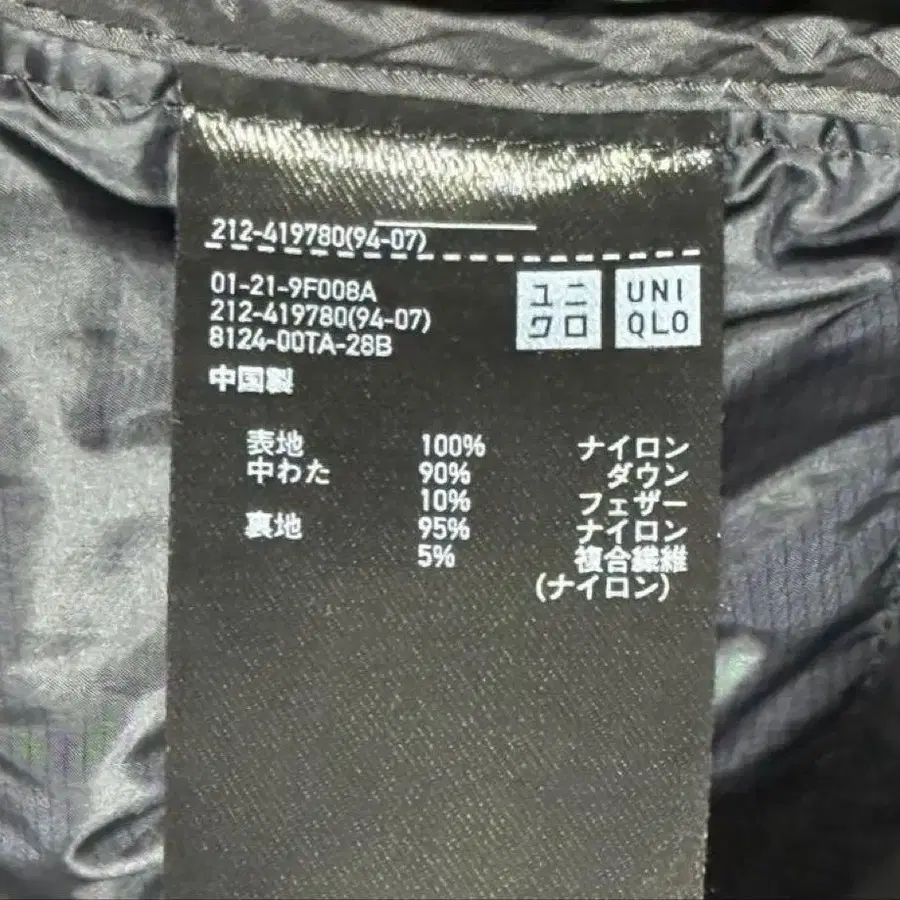 212-419780(94-07)
01-21-9F008A
212-419780(94-07)
8124-00TA-28B
ユニ
クロ
UNI
QLO
中国製
表地 100% ナイロン
中わた 90% ダウン
10% フェザー
裏地 95% ナイロン
5% 複合繊維
(ナイロン)